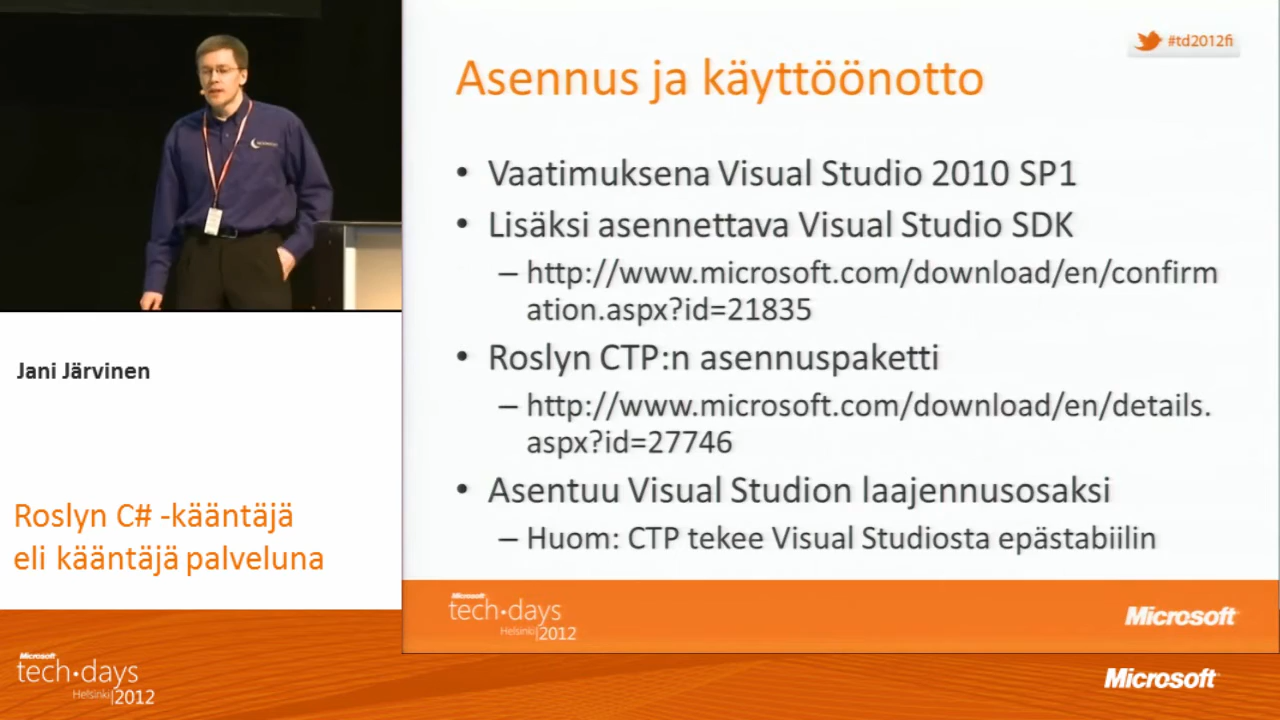 #td2012fi
Asennus ja käyttöönotto
• Vaatimuksena Visual Studio 2010 SP1
• Lisäksi asennettava Visual Studio SDK
– http://www.microsoft.com/download/en/confirm
ation.aspx?id=21835
• Roslyn CTP:n asennuspaketti
– http://www.microsoft.com/download/en/details.
aspx?id=27746
• Asentuu Visual Studion laajennusosaksi
– Huom: CTP tekee Visual Studiosta epästabiilin
Microsoft
tech·days
Helsinki|2012
Microsoft
Jani Järvinen
Roslyn C# -kääntäjä
eli kääntäjä palveluna
Microsoft
tech·days
Helsinki|2012
Microsoft